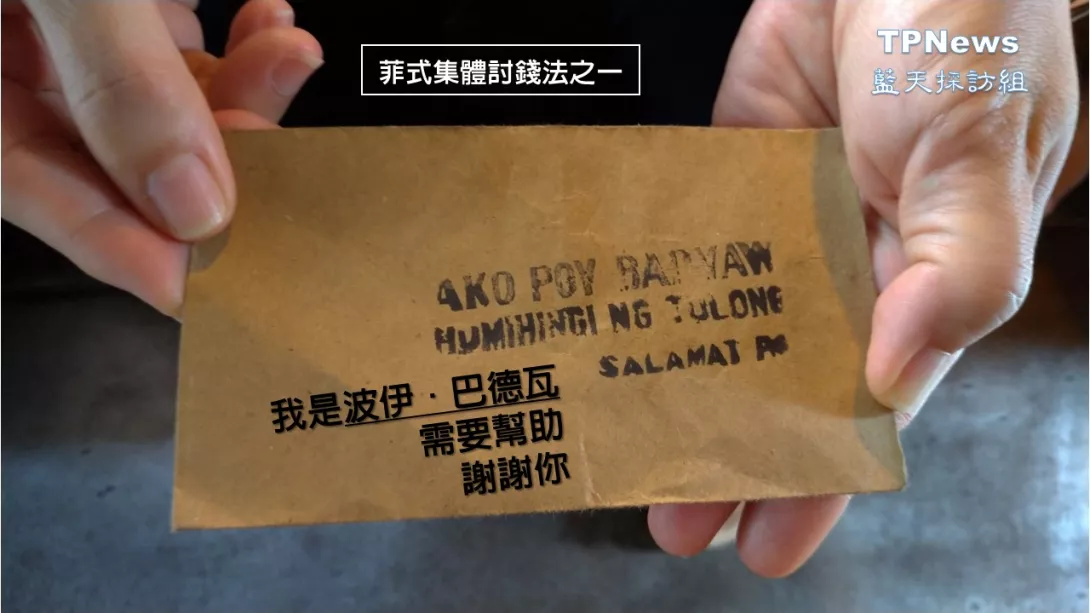 菲式集體討錢法之一
TPNews
藍天採訪組
AKO POY BADYAW
HUMIHINGI NG TULONG
SALAMAT PO
我是波伊．巴德瓦
需要幫助
謝謝你